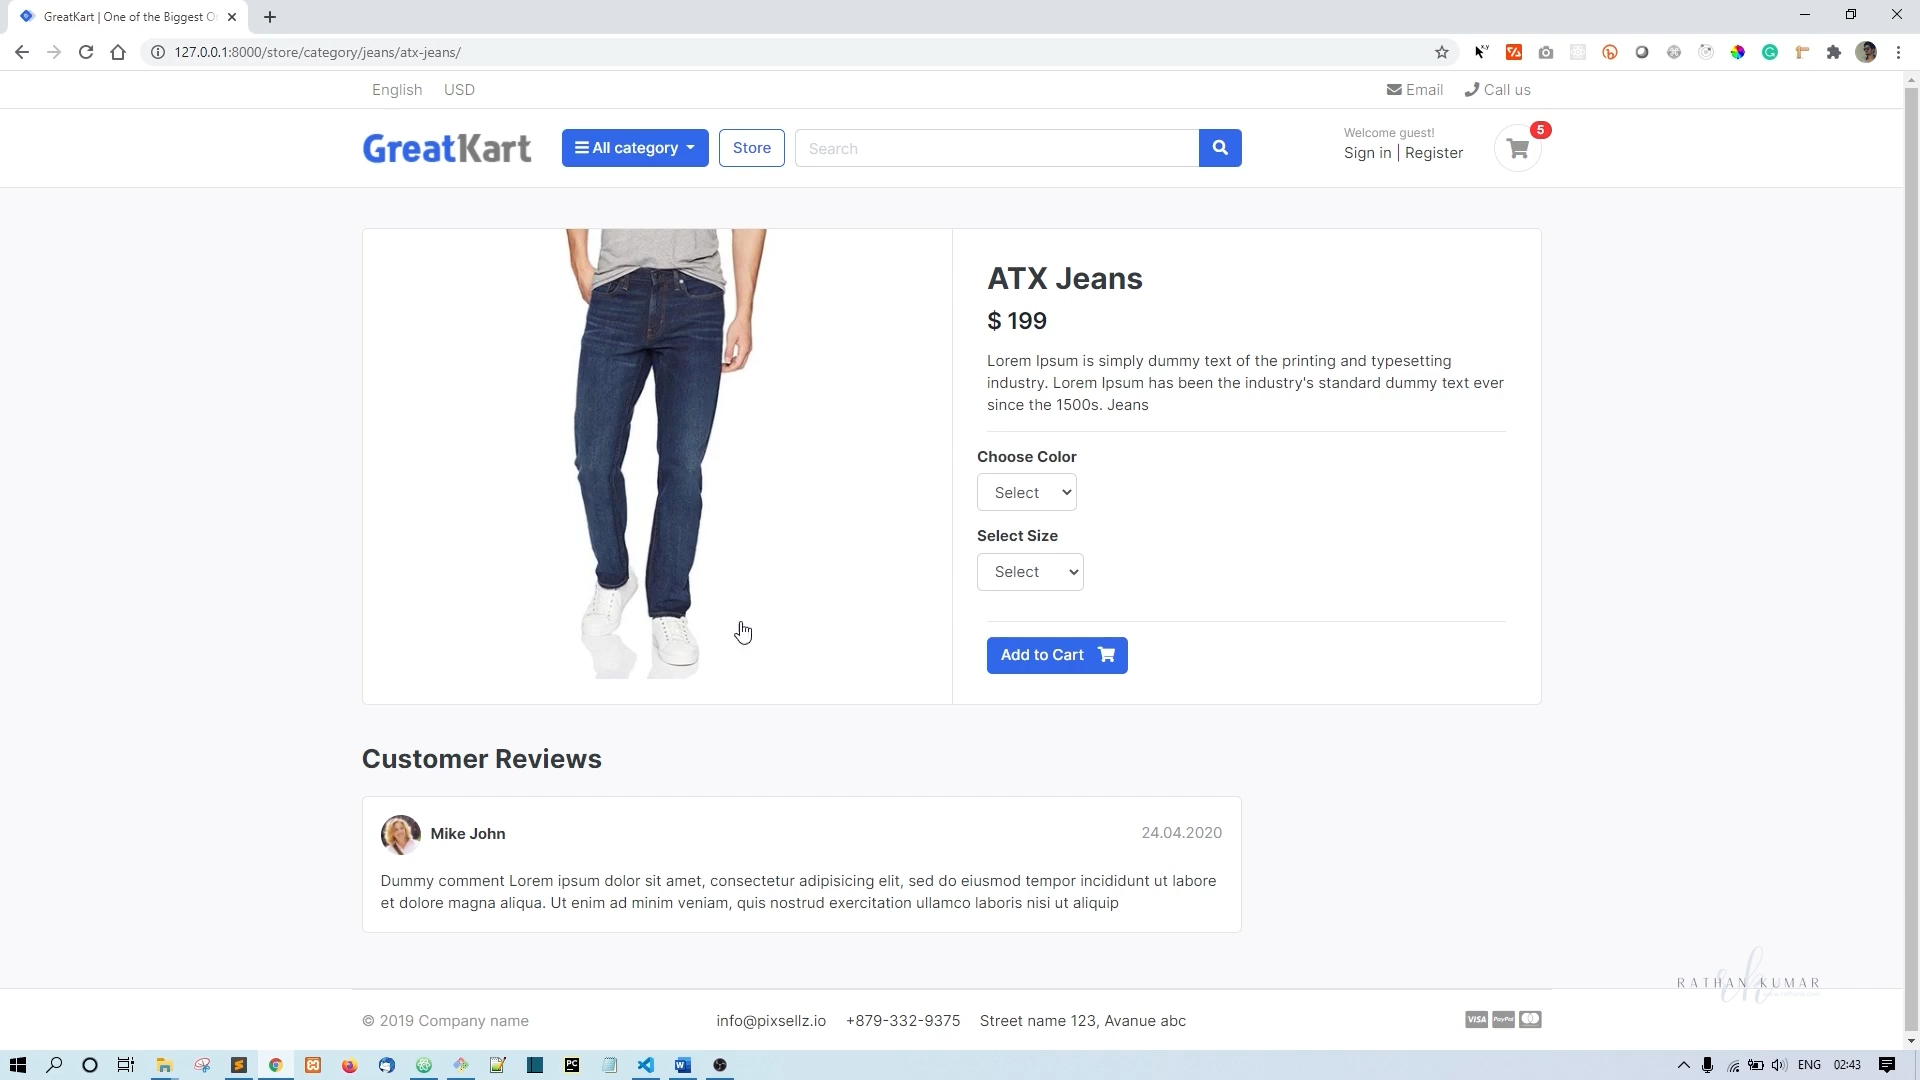 GreatKart | One of the Biggest O
127.0.0.1:8000/store/category/jeans/atx-jeans/
English USD
Email Call us
GreatKart
All category
Store
Search
Welcome guest!
Sign in | Register
5
ATX Jeans
$ 199
Lorem Ipsum is simply dummy text of the printing and typesetting
industry. Lorem Ipsum has been the industry's standard dummy text ever
since the 1500s. Jeans
Choose Color
Select
Select Size
Select
Add to Cart
Customer Reviews
Mike John
24.04.2020
Dummy comment Lorem ipsum dolor sit amet, consectetur adipisicing elit, sed do eiusmod tempor incididunt ut labore
et dolore magna aliqua. Ut enim ad minim veniam, quis nostrud exercitation ullamco laboris nisi ut aliquip
RATHAN KUMAR
© 2019 Company name
info@pixsellz.io +879-332-9375 Street name 123, Avanue abc
VISA PayPal
ENG 02:43